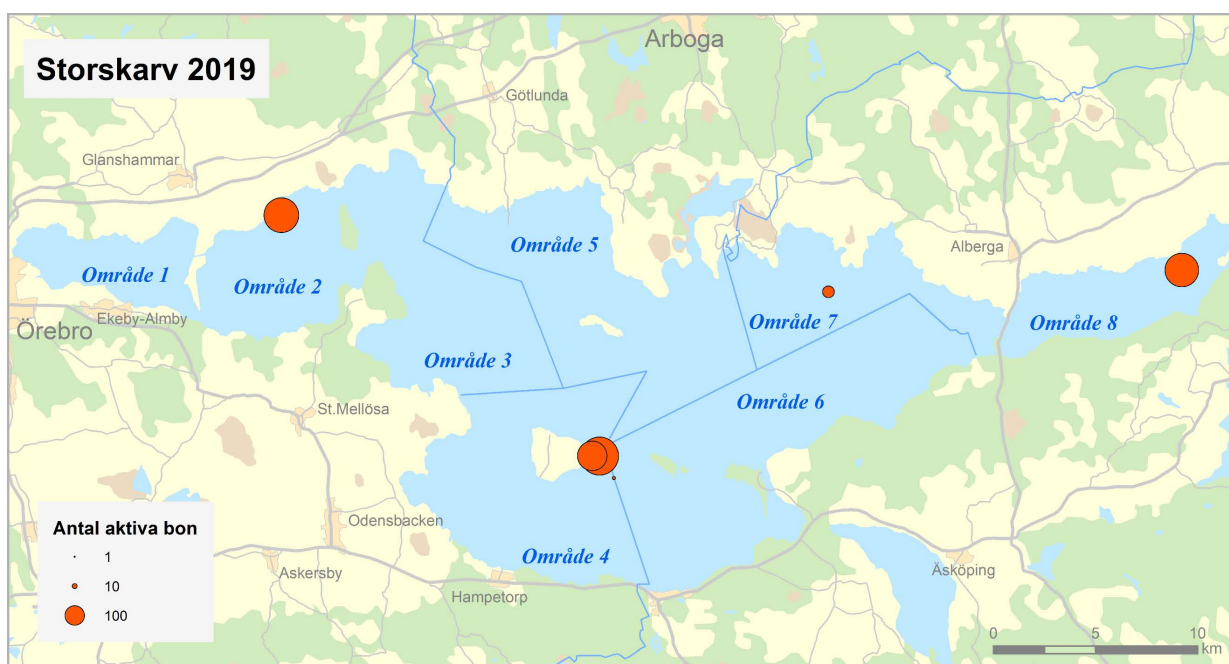 Storskarv 2019
Arboga
Götlunda
Glanshammar
Område 5
Alberga
Område 1
Område 2
Område 7
Område 8
Ekeby-Almby
Örebro
Område 3
Område 6
St.Mellösa
Odensbacken
Område 4
Askersby
Hampetorp
Äsköping
Antal aktiva bon
1
10
100
0 5 10
km